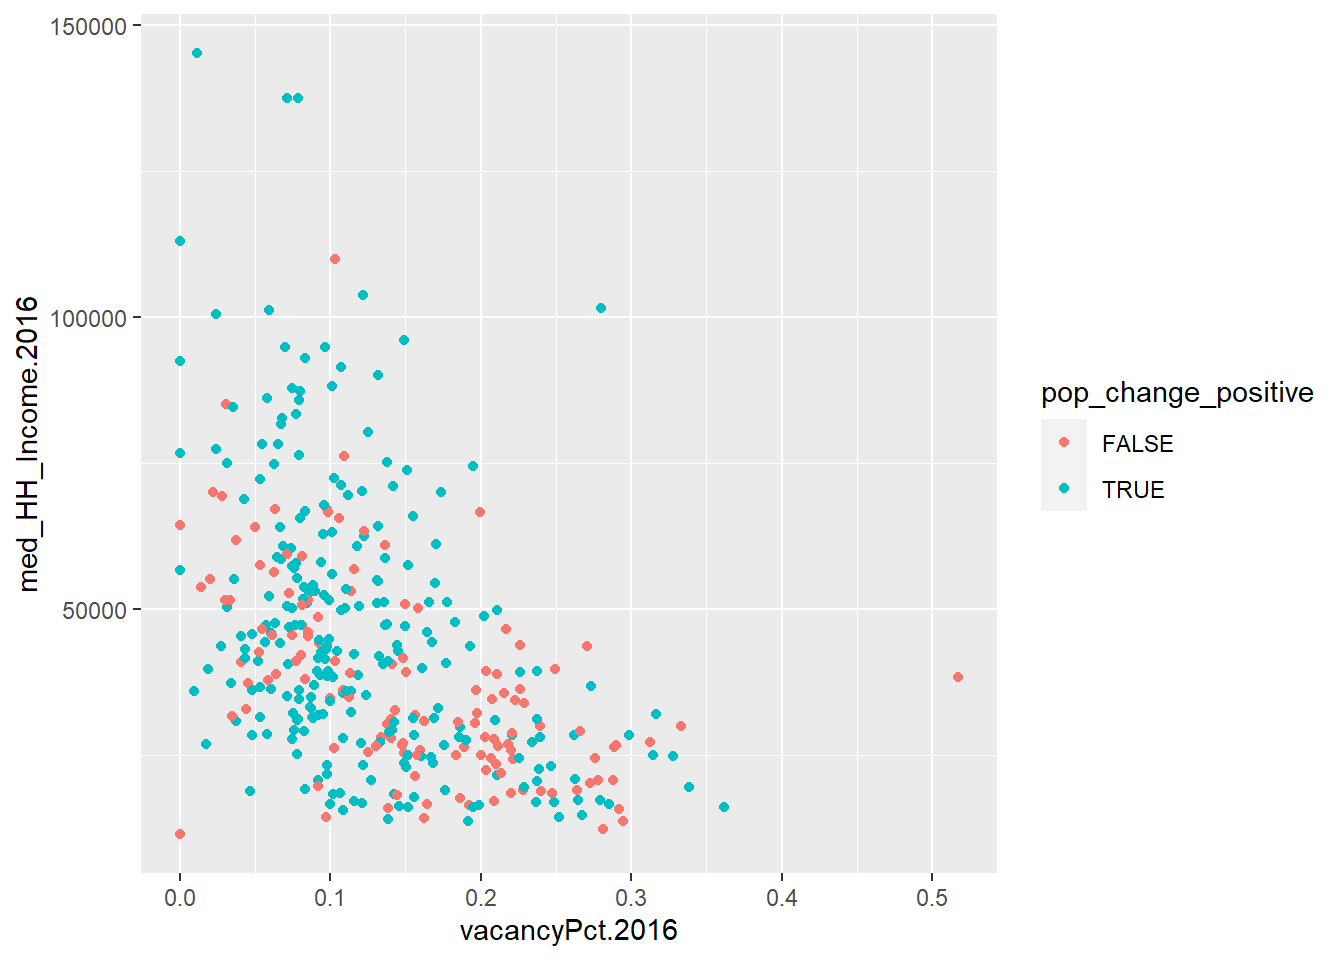 150000
100000
50000
med_HH_Income.2016
0.0 0.1 0.2 0.3 0.4 0.5
vacancyPct.2016
pop_change_positive
FALSE
TRUE